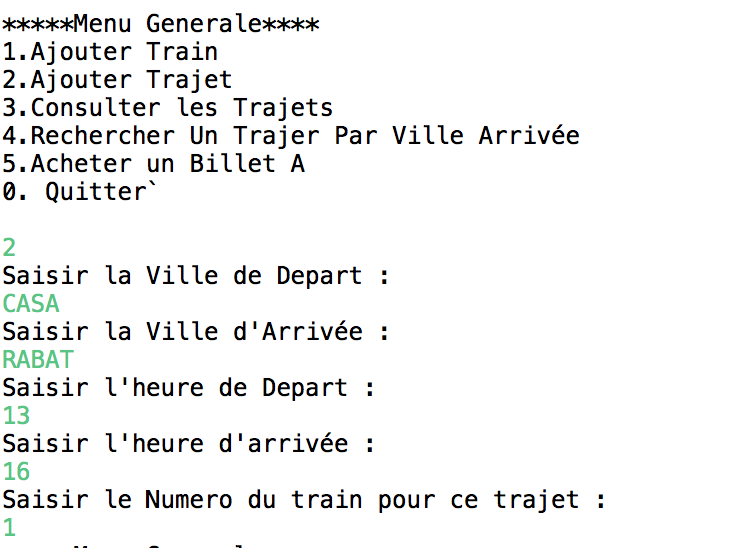 *****Menu Generale****
1.Ajouter Train
2.Ajouter Trajet
3.Consulter les Trajets
4.Rechercher Un Trajer Par Ville Arrivée
5.Acheter un Billet A
0. Quitter`
2
Saisir la Ville de Depart :
CASA
Saisir la Ville d'Arrivée :
RABAT
Saisir l'heure de Depart :
13
Saisir l'heure d'arrivée :
16
Saisir le Numero du train pour ce trajet :
1